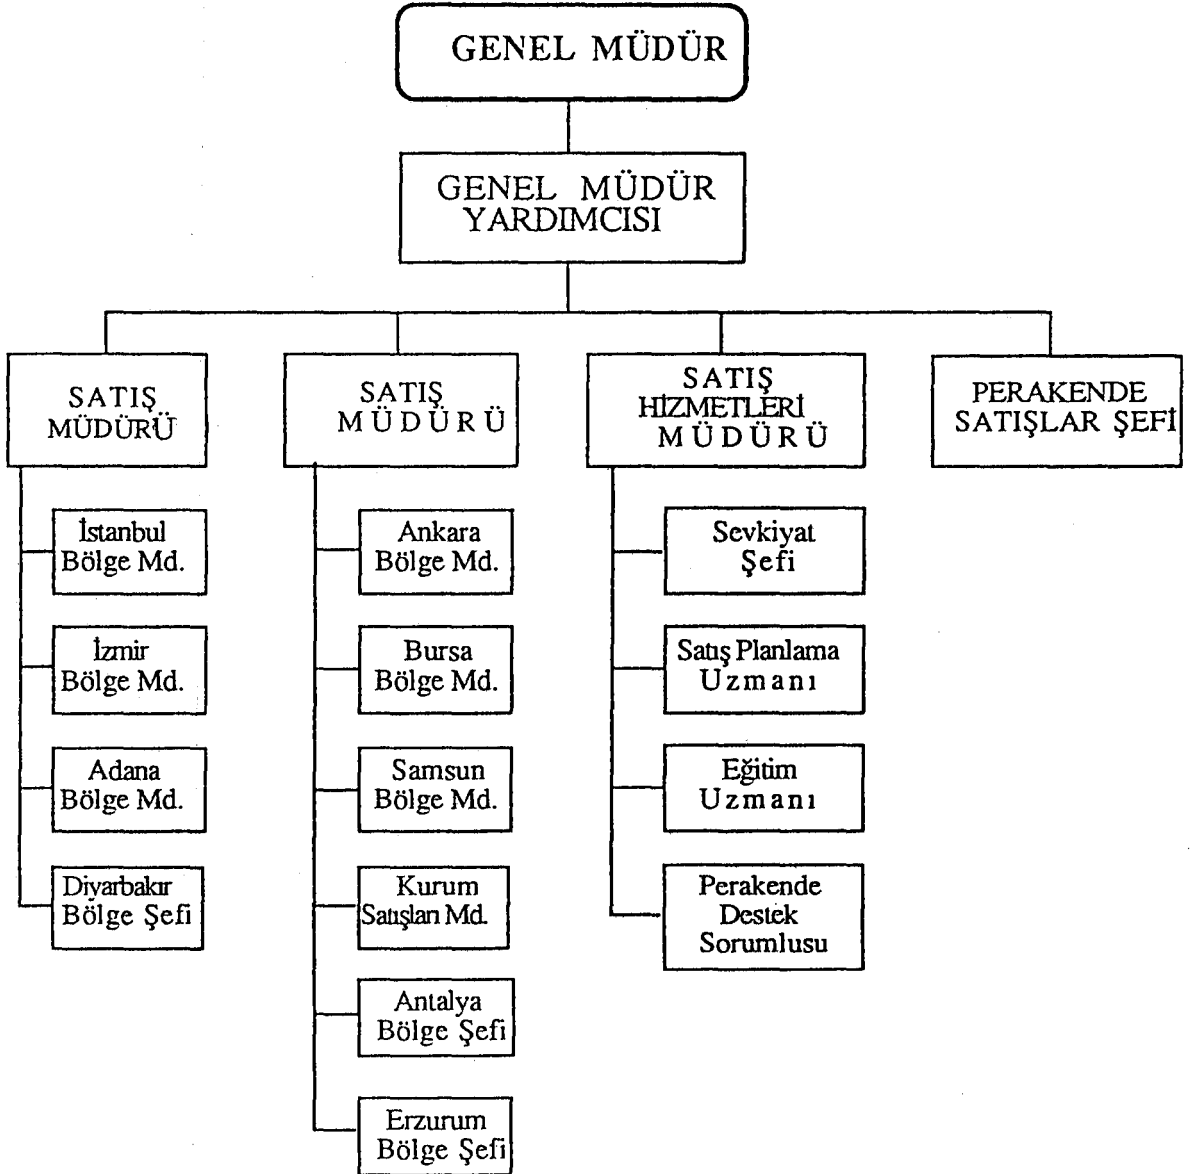 GENEL MÜDÜR
GENEL MÜDÜR
YARDIMCISI
SATIŞ
MÜDÜRÜ
SATIŞ
MÜDÜRÜ
SATIŞ
HİZMETLERİ
MÜDÜRÜ
PERAKENDE
SATIŞLAR ŞEFİ
İstanbul
Bölge Md.
İzmir
Bölge Md.
Adana
Bölge Md.
Diyarbakır
Bölge Şefi
Ankara
Bölge Md.
Bursa
Bölge Md.
Samsun
Bölge Md.
Kurum
Satışları Md.
Antalya
Bölge Şefi
Erzurum
Bölge Şefi
Sevkiyat
Şefi
Satış Planlama
Uzmanı
Eğitim
Uzmanı
Perakende
Destek
Sorumlusu